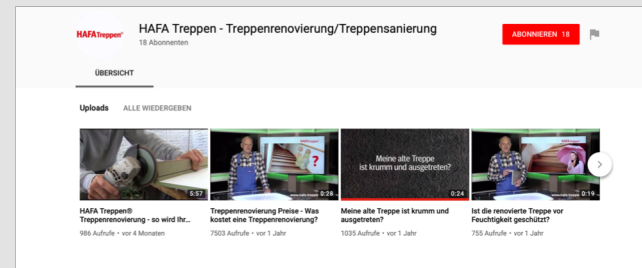 HAFA Treppen®
HAFA Treppen - Treppenrenovierung/Treppensanierung
18 Abonnenten
ABONNIEREN 18
ÜBERSICHT
Uploads ALLE WIEDERGEBEN
5:57
?
0:28
Meine alte Treppe
ist krumm und ausgetreten?
0:24
0:19
HAFA Treppen®
Treppenrenovierung - so wird Ihr...
986 Aufrufe • vor 4 Monaten
Treppenrenovierung Preise - Was
kostet eine Treppenrenovierung?
7503 Aufrufe • vor 1 Jahr
Meine alte Treppe ist krumm und
ausgetreten?
1035 Aufrufe • vor 1 Jahr
Ist die renovierte Treppe vor
Feuchtigkeit geschützt?
755 Aufrufe • vor 1 Jahr